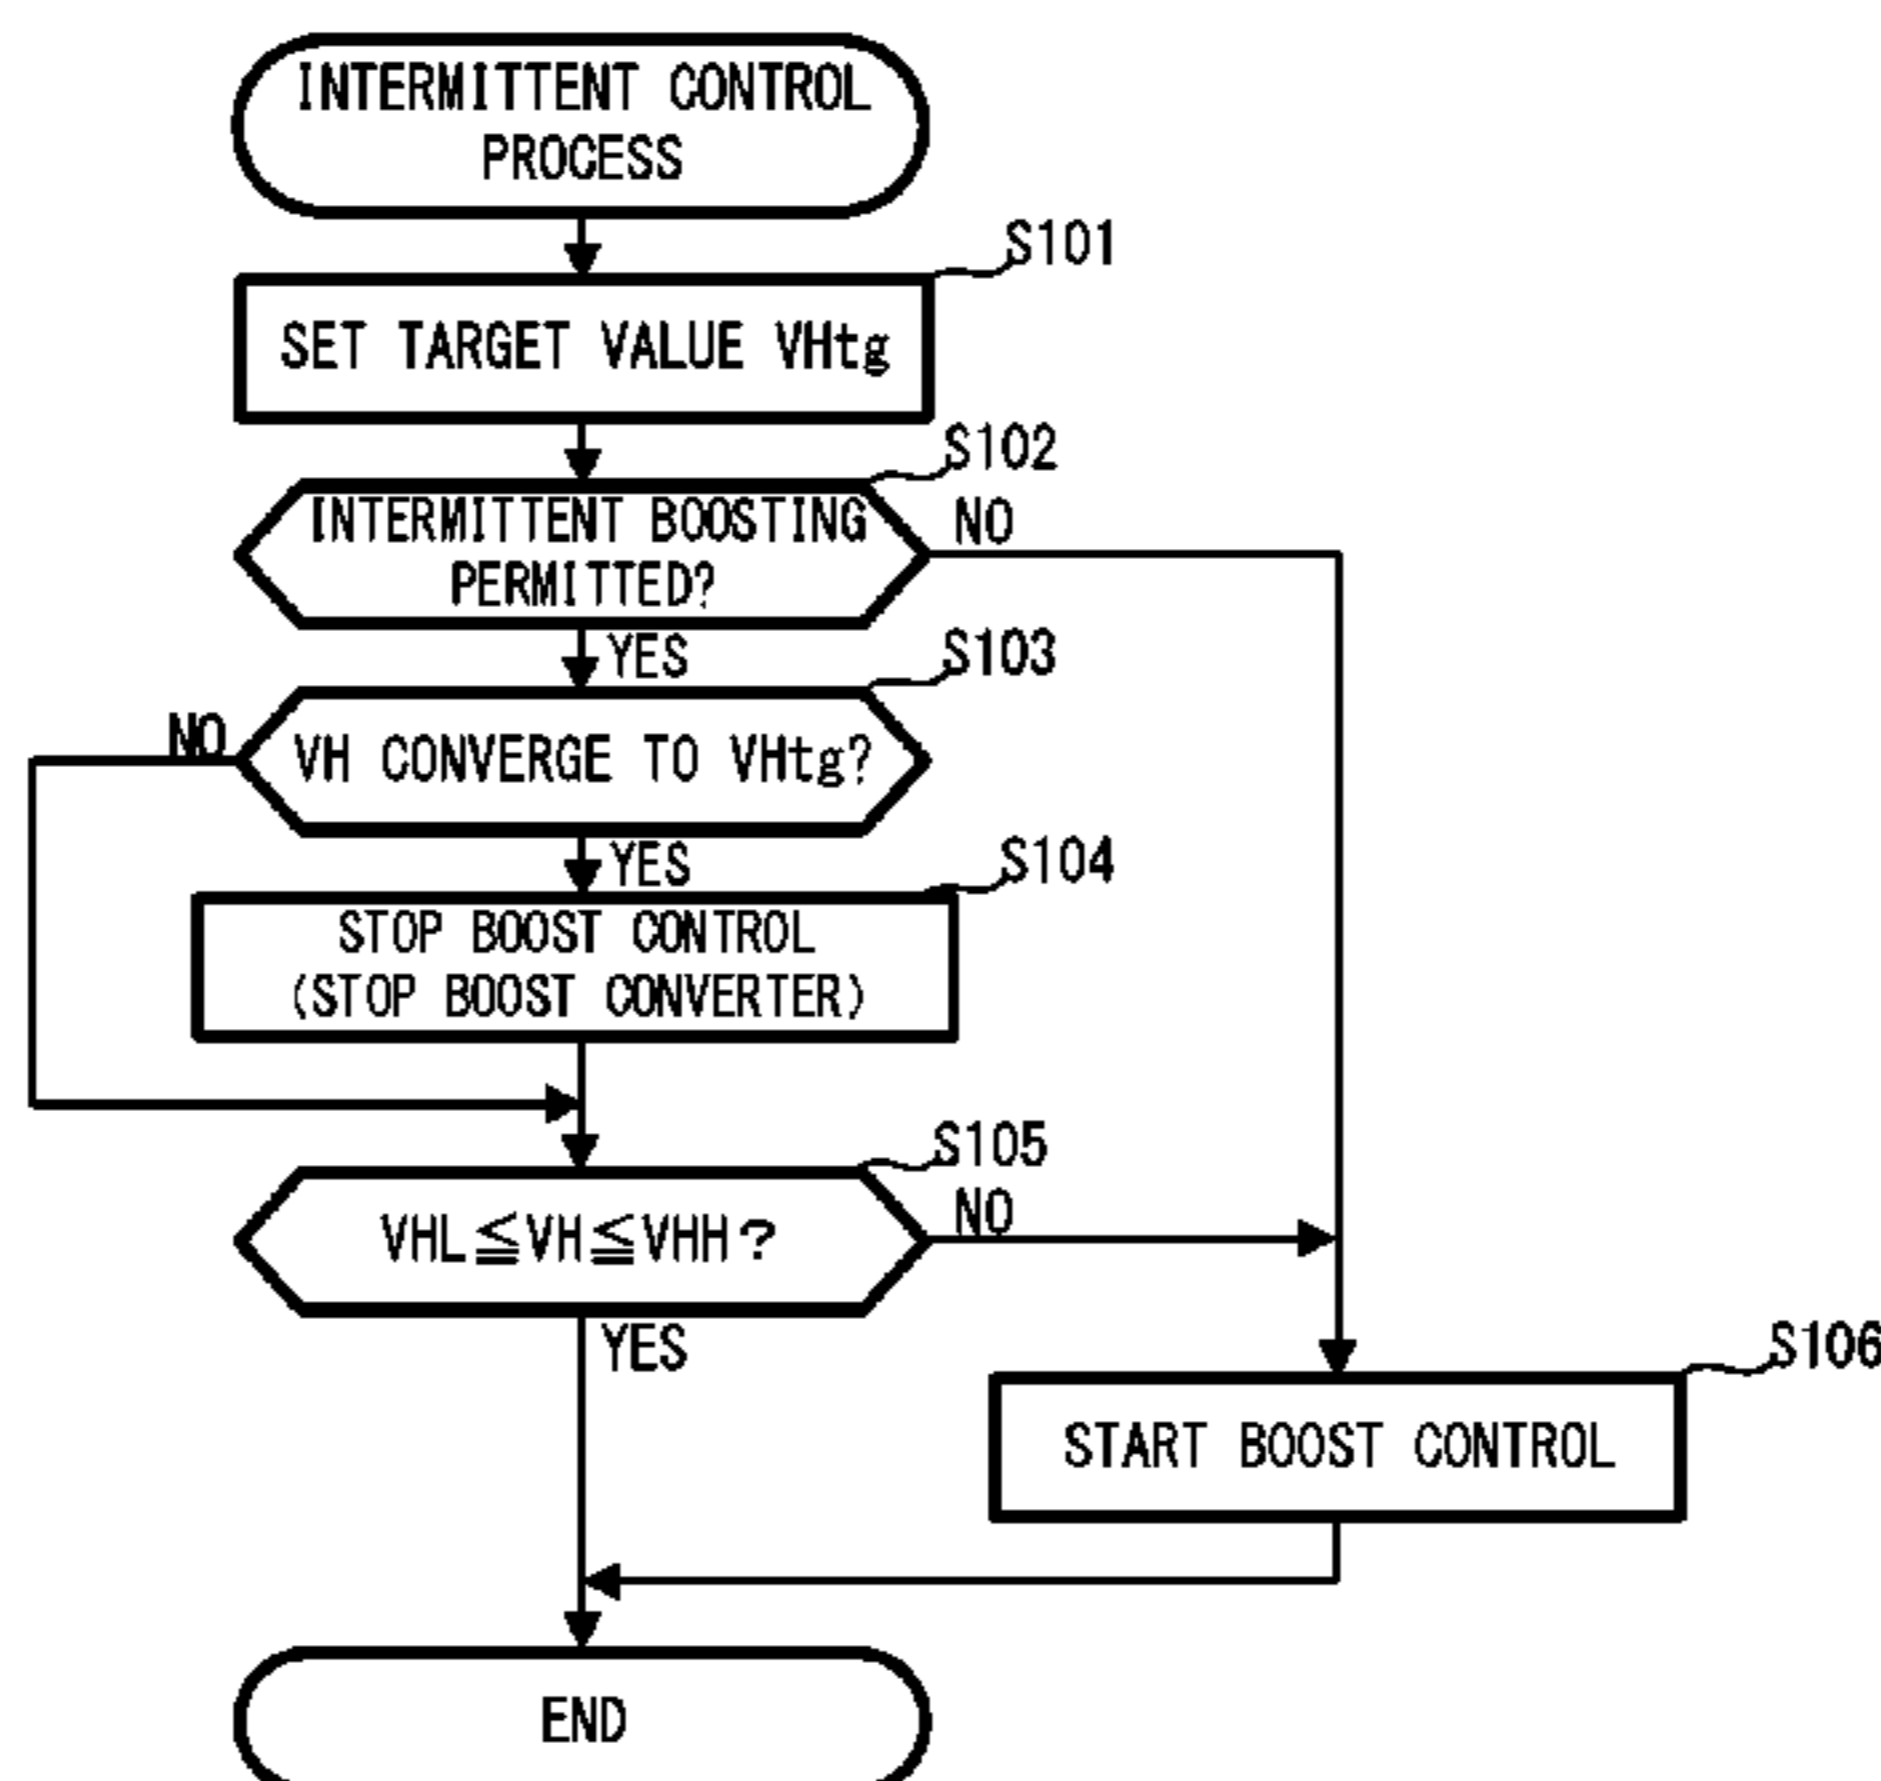 INTERMITTENT CONTROL
PROCESS
S101
SET TARGET VALUE VHtg
S102
INTERMITTENT BOOSTING
PERMITTED?
NO
YES
S103
NO
VH CONVERGE TO VHtg?
YES
S104
STOP BOOST CONTROL
(STOP BOOST CONVERTER)
S105
VHL≦VH≦VHH?
NO
YES
S106
START BOOST CONTROL
END